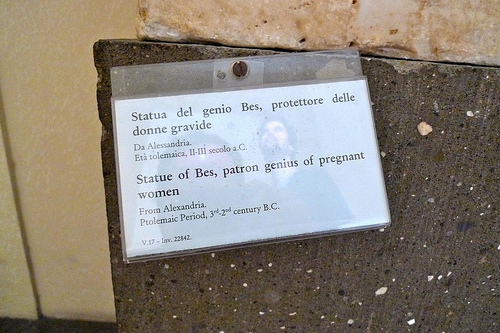 Statua del genio Bes, protettore delle
donne gravide
Da Alessandria.
Età tolemaica, II-III secolo a.C.
Statue of Bes, patron genius of pregnant
women
From Alexandria.
Ptolemaic Period, 3rd-2nd century B.C.
V.17 - Inv. 22842.